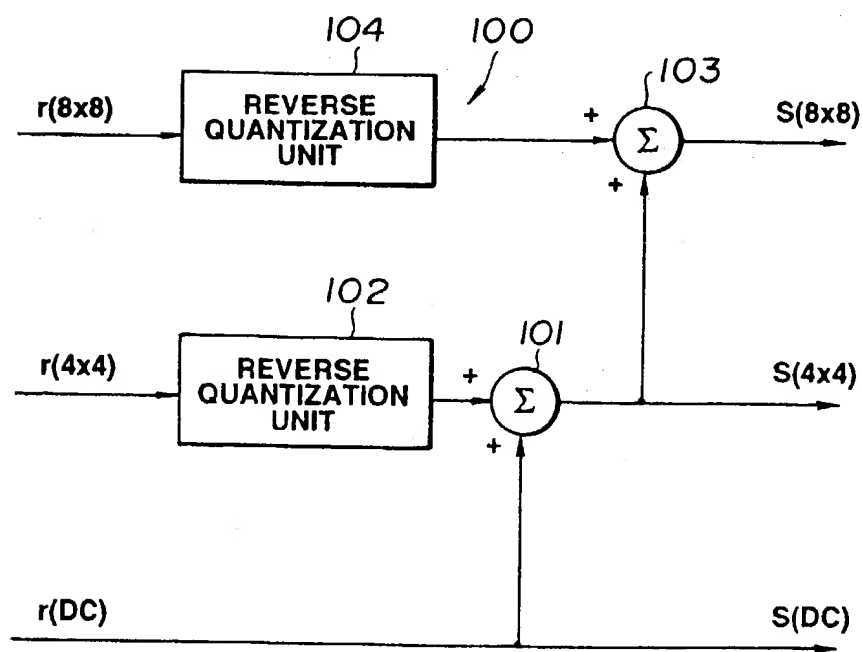 104
100
103
r(8x8)
REVERSE
QUANTIZATION
UNIT
+
Σ
S(8x8)
+
102
101
r(4x4)
REVERSE
QUANTIZATION
UNIT
+
Σ
S(4x4)
+
r(DC)
S(DC)